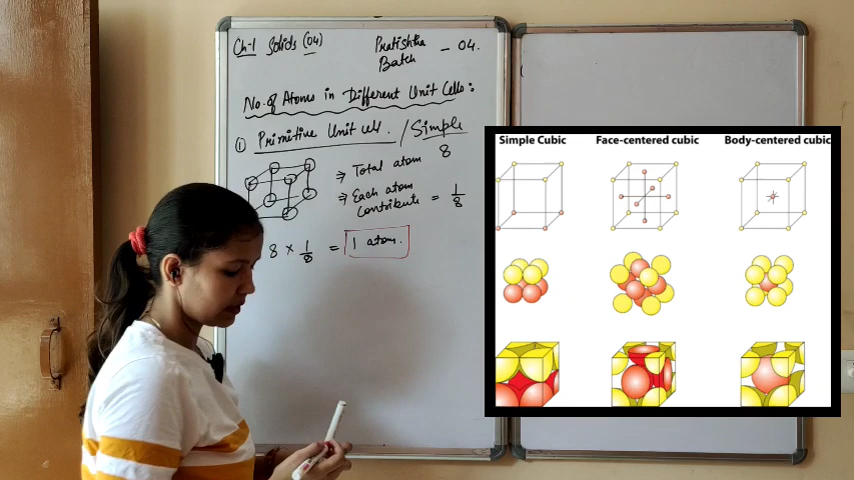 Ch-1 Solids (04)
Pratishtha
Batch - 04.
No. of Atoms in Different Unit Cells:
① Primitive Unit cell. / Simple
⇒ Total atom 8
⇒ Each atom
contribute = 1/8
8 × 1/8 = 1 atom.
Simple Cubic
Face-centered cubic
Body-centered cubic